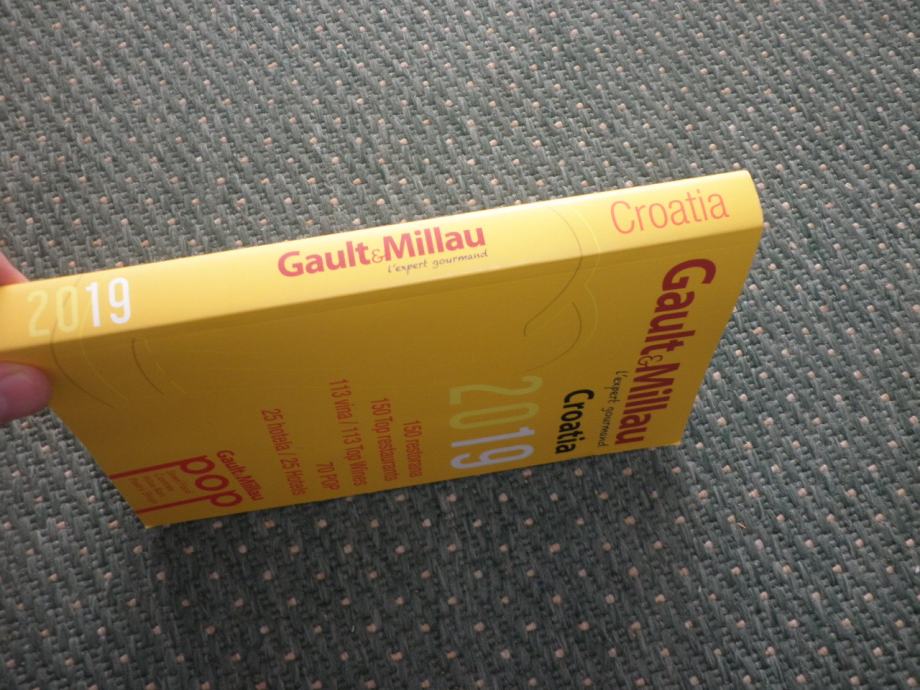 2019
Gault&Millau
l'expert gourmand
Croatia
Gault&Millau
l'expert gourmand
Croatia
2019
150 restorana
150 Top restaurants
113 vina / 113 Top Wines
70 POP
25 hotela / 25 Hotels
Gault&Millau
pop